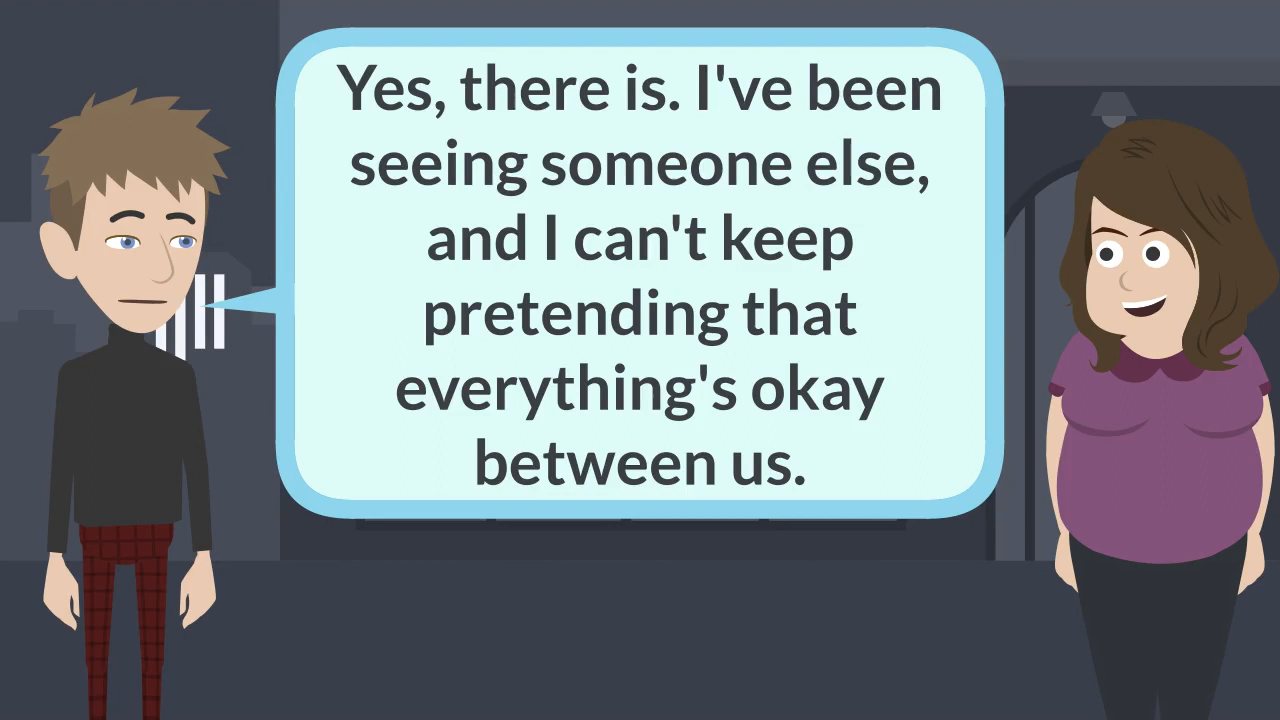 Yes, there is. I've been
seeing someone else,
and I can't keep
pretending that
everything's okay
between us.